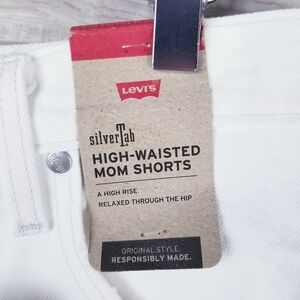 Levi's
silverTab
HIGH-WAISTED
MOM SHORTS
A HIGH RISE
RELAXED THROUGH THE HIP
ORIGINAL STYLE.
RESPONSIBLY MADE.